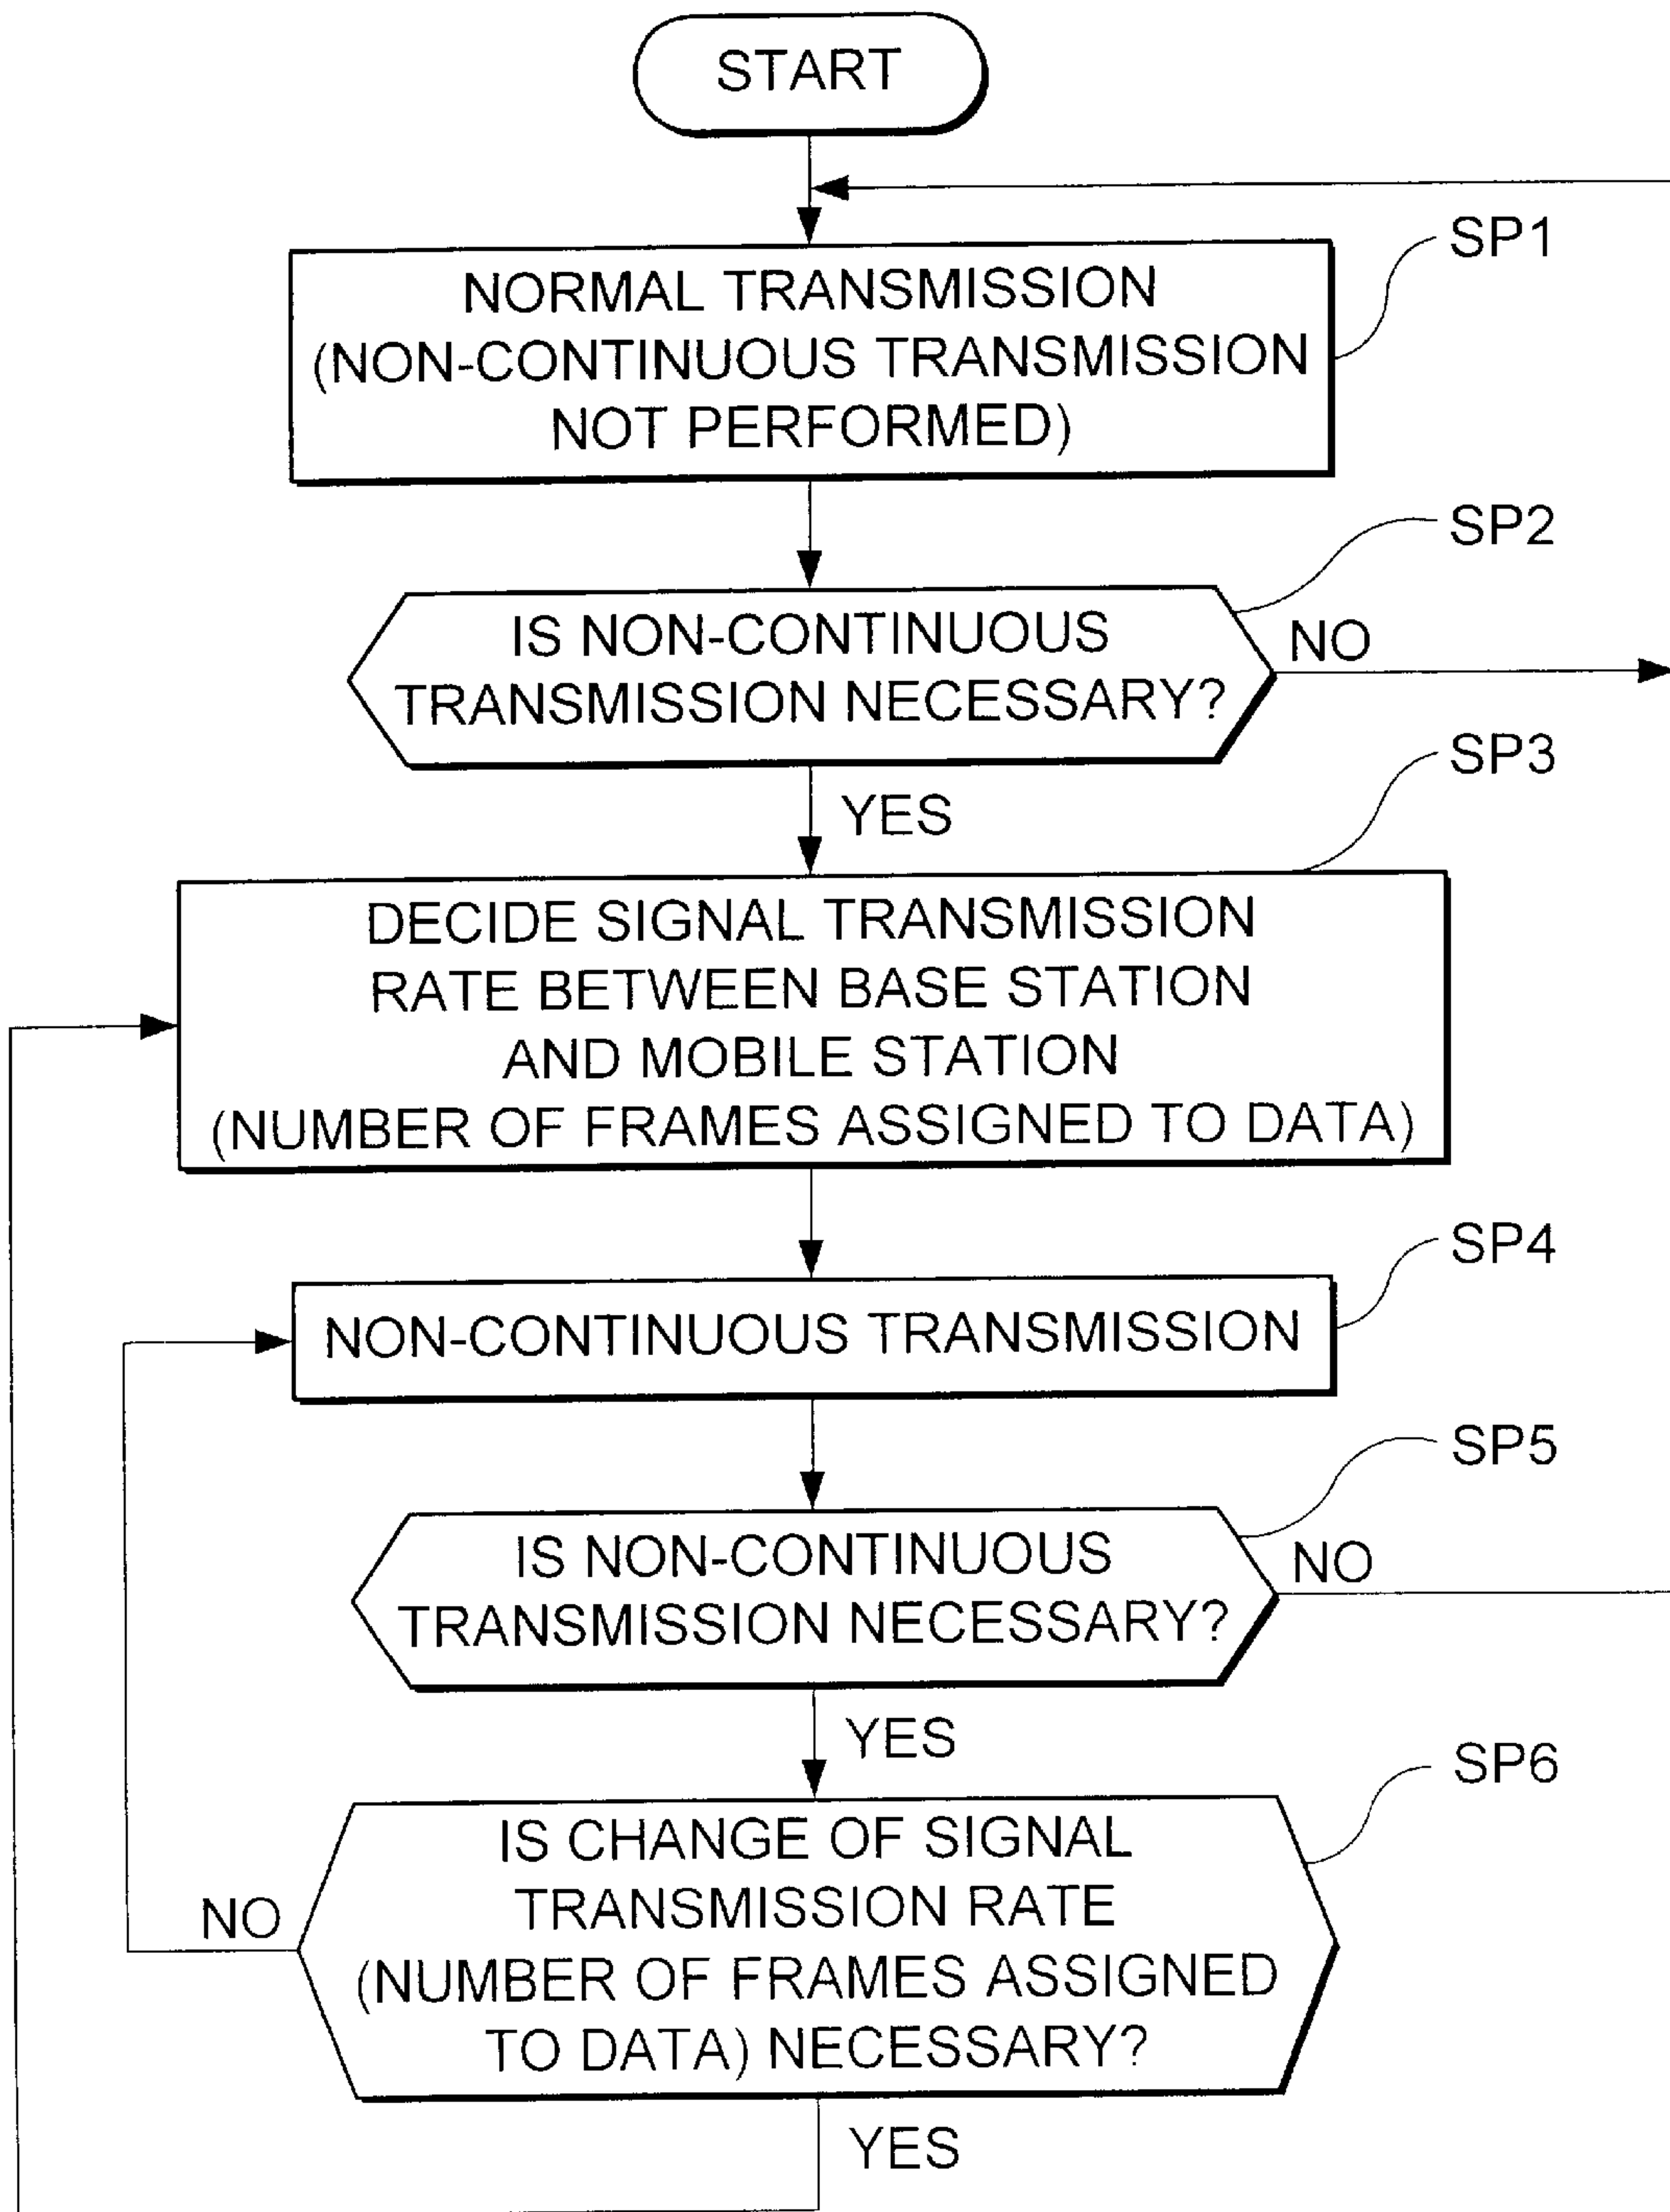 START
SP1
NORMAL TRANSMISSION
(NON-CONTINUOUS TRANSMISSION
NOT PERFORMED)
SP2
IS NON-CONTINUOUS
TRANSMISSION NECESSARY?
NO
SP3
YES
DECIDE SIGNAL TRANSMISSION
RATE BETWEEN BASE STATION
AND MOBILE STATION
(NUMBER OF FRAMES ASSIGNED TO DATA)
SP4
NON-CONTINUOUS TRANSMISSION
SP5
IS NON-CONTINUOUS
TRANSMISSION NECESSARY?
NO
YES
SP6
IS CHANGE OF SIGNAL
TRANSMISSION RATE
(NUMBER OF FRAMES ASSIGNED
TO DATA) NECESSARY?
NO
YES